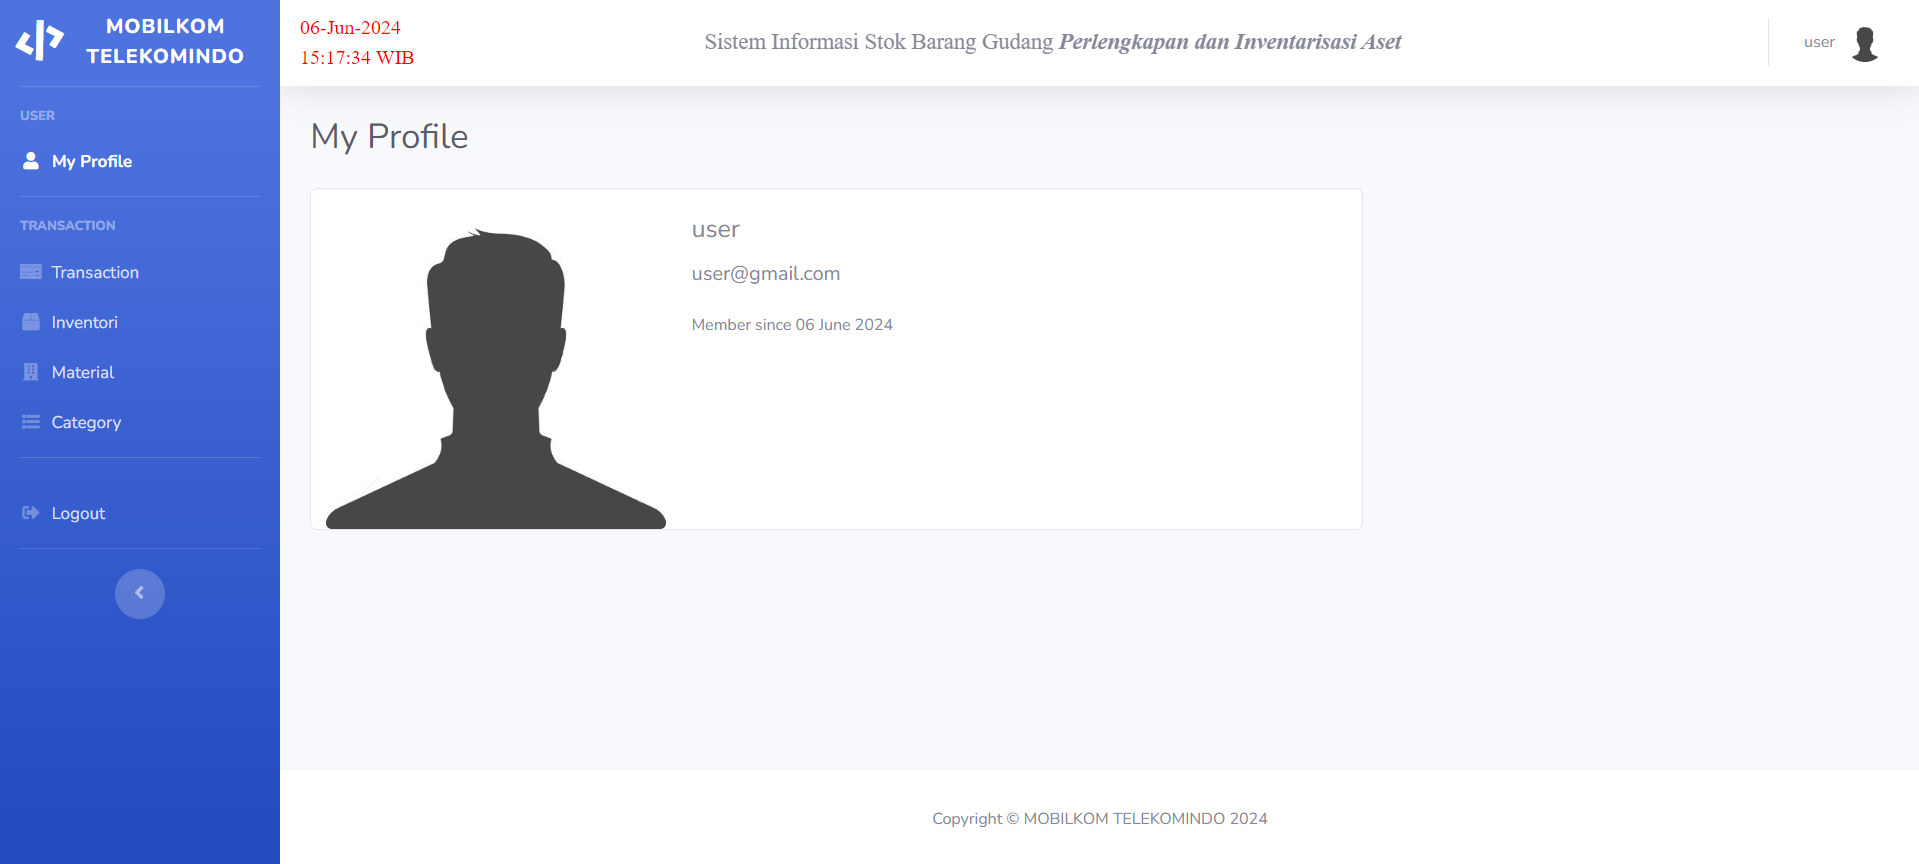 MOBILKOM
TELEKOMINDO
USER
My Profile
TRANSACTION
Transaction
Inventori
Material
Category
Logout
06-Jun-2024
15:17:34 WIB
Sistem Informasi Stok Barang Gudang Perlengkapan dan Inventarisasi Aset
user
My Profile
user
user@gmail.com
Member since 06 June 2024
Copyright © MOBILKOM TELEKOMINDO 2024